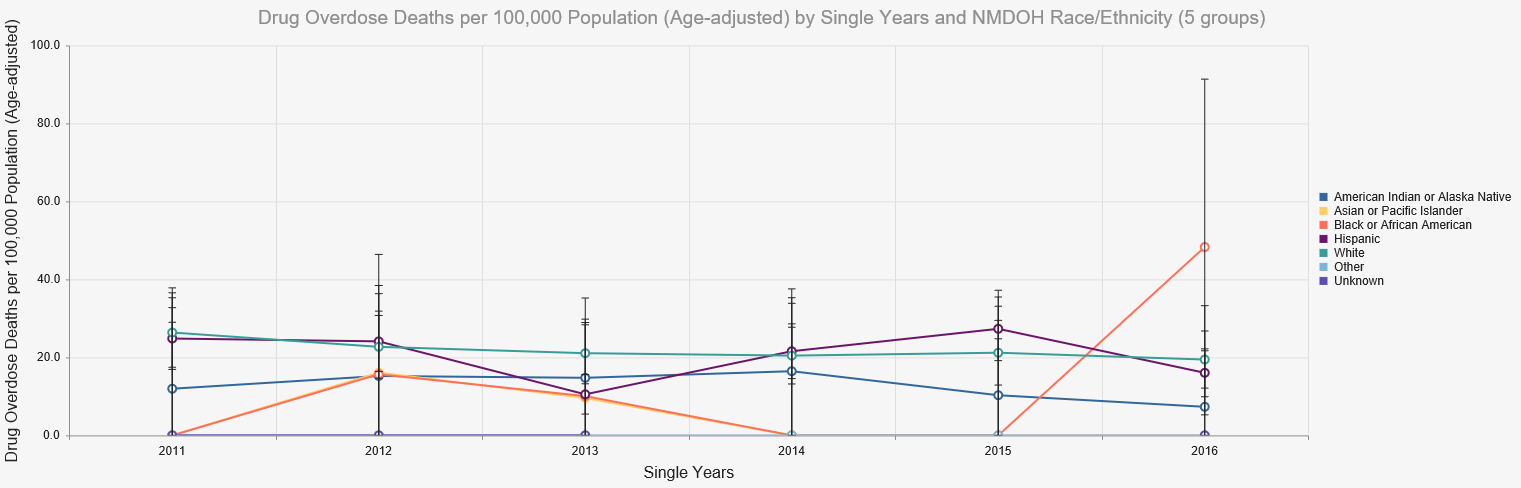 Drug Overdose Deaths per 100,000 Population (Age-adjusted) by Single Years and NMDOH Race/Ethnicity (5 groups)
Drug Overdose Deaths per 100,000 Population (Age-adjusted)
100.0
80.0
60.0
40.0
20.0
0.0
2011 2012 2013 2014 2015 2016
Single Years
American Indian or Alaska Native
Asian or Pacific Islander
Black or African American
Hispanic
White
Other
Unknown